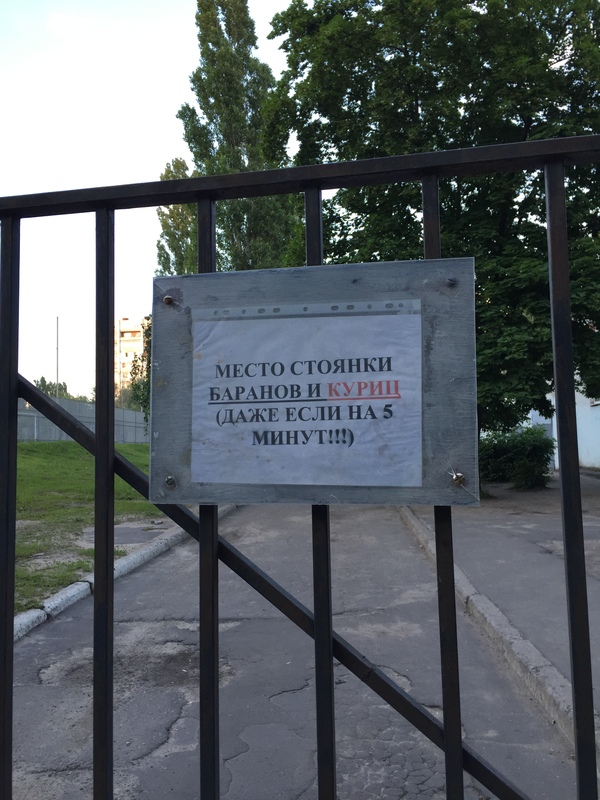 МЕСТО СТОЯНКИ
БАРАНОВ И КУРИЦ
(ДАЖЕ ЕСЛИ НА 5
МИНУТ!!!)